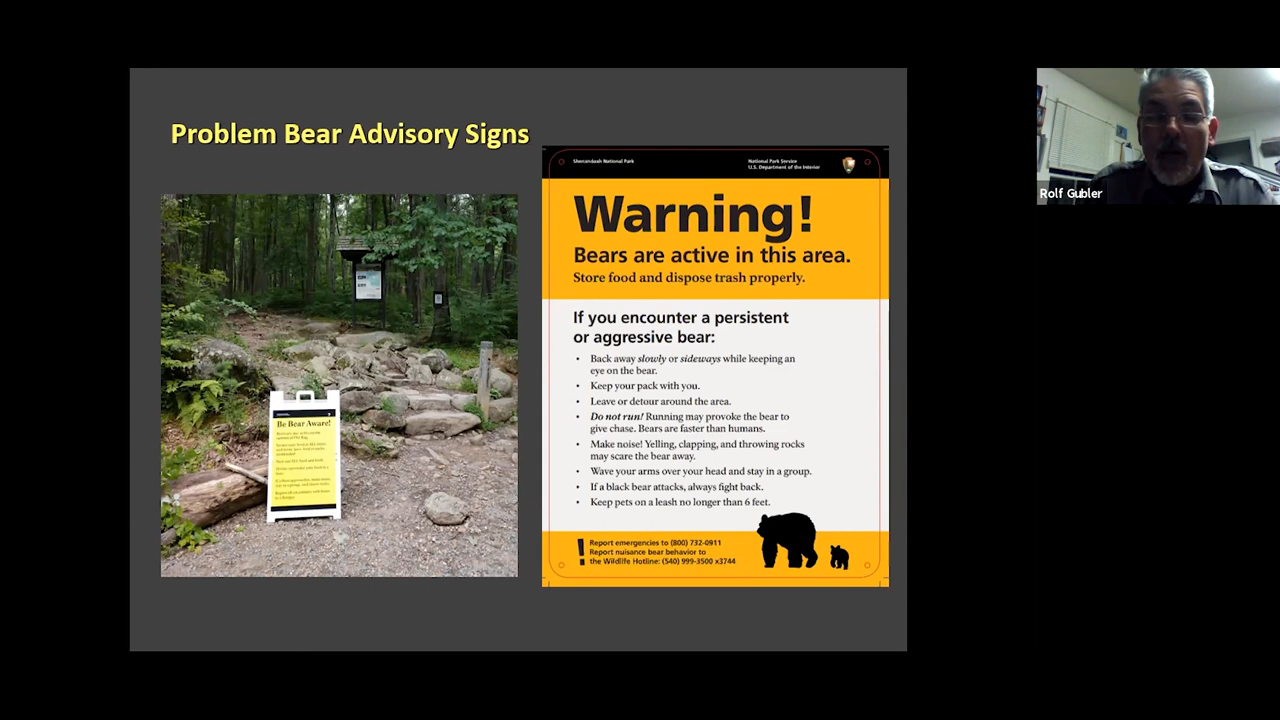 Problem Bear Advisory Signs
Be Bear Aware!
Shenandoah National Park
National Park Service
U.S. Department of the Interior
Warning!
Bears are active in this area.
Store food and dispose trash properly.
If you encounter a persistent
or aggressive bear:
• Back away slowly or sideways while keeping an
eye on the bear.
• Keep your pack with you.
• Leave or detour around the area.
• Do not run! Running may provoke the bear to
give chase. Bears are faster than humans.
• Make noise! Yelling, clapping, and throwing rocks
may scare the bear away.
• Wave your arms over your head and stay in a group.
• If a black bear attacks, always fight back.
• Keep pets on a leash no longer than 6 feet.
! Report emergencies to (800) 732-0911
Report nuisance bear behavior to
the Wildlife Hotline: (540) 999-3500 x3744
Rolf Gubler